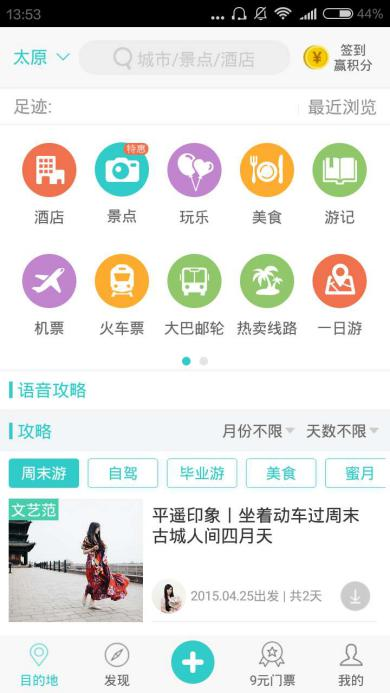 13:53
44%
太原
城市/景点/酒店
签到
赢积分
足迹:
最近浏览
特惠
酒店
景点
玩乐
美食
游记
机票
火车票
大巴邮轮
热卖线路
一日游
语音攻略
攻略
月份不限
天数不限
周末游
自驾
毕业游
美食
蜜月
文艺范
平遥印象丨坐着动车过周末
古城人间四月天
2015.04.25出发 | 共2天
目的地
发现
9元门票
我的